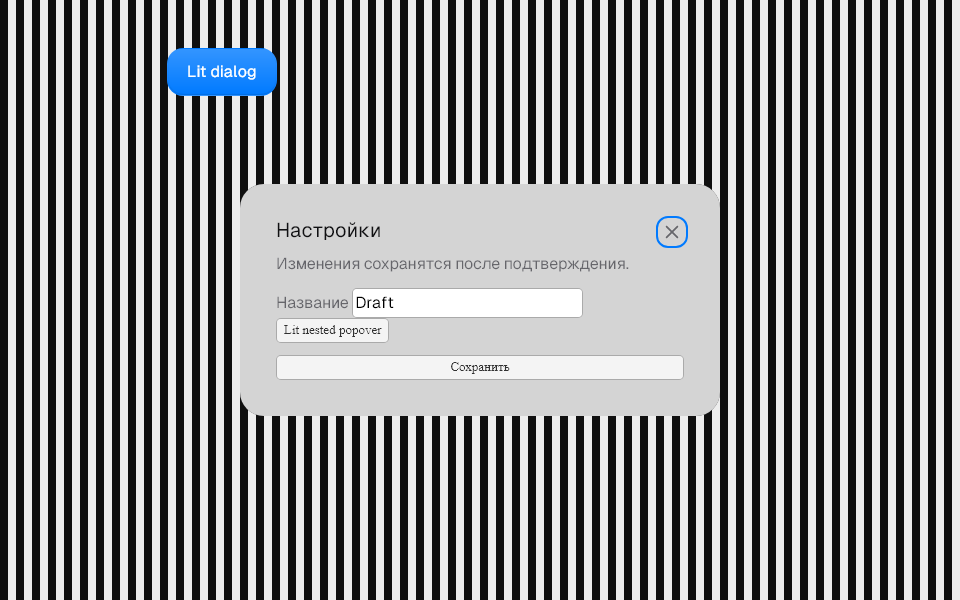 Lit dialog
Настройки
Изменения сохранятся после подтверждения.
Название Draft
Lit nested popover
Сохранить